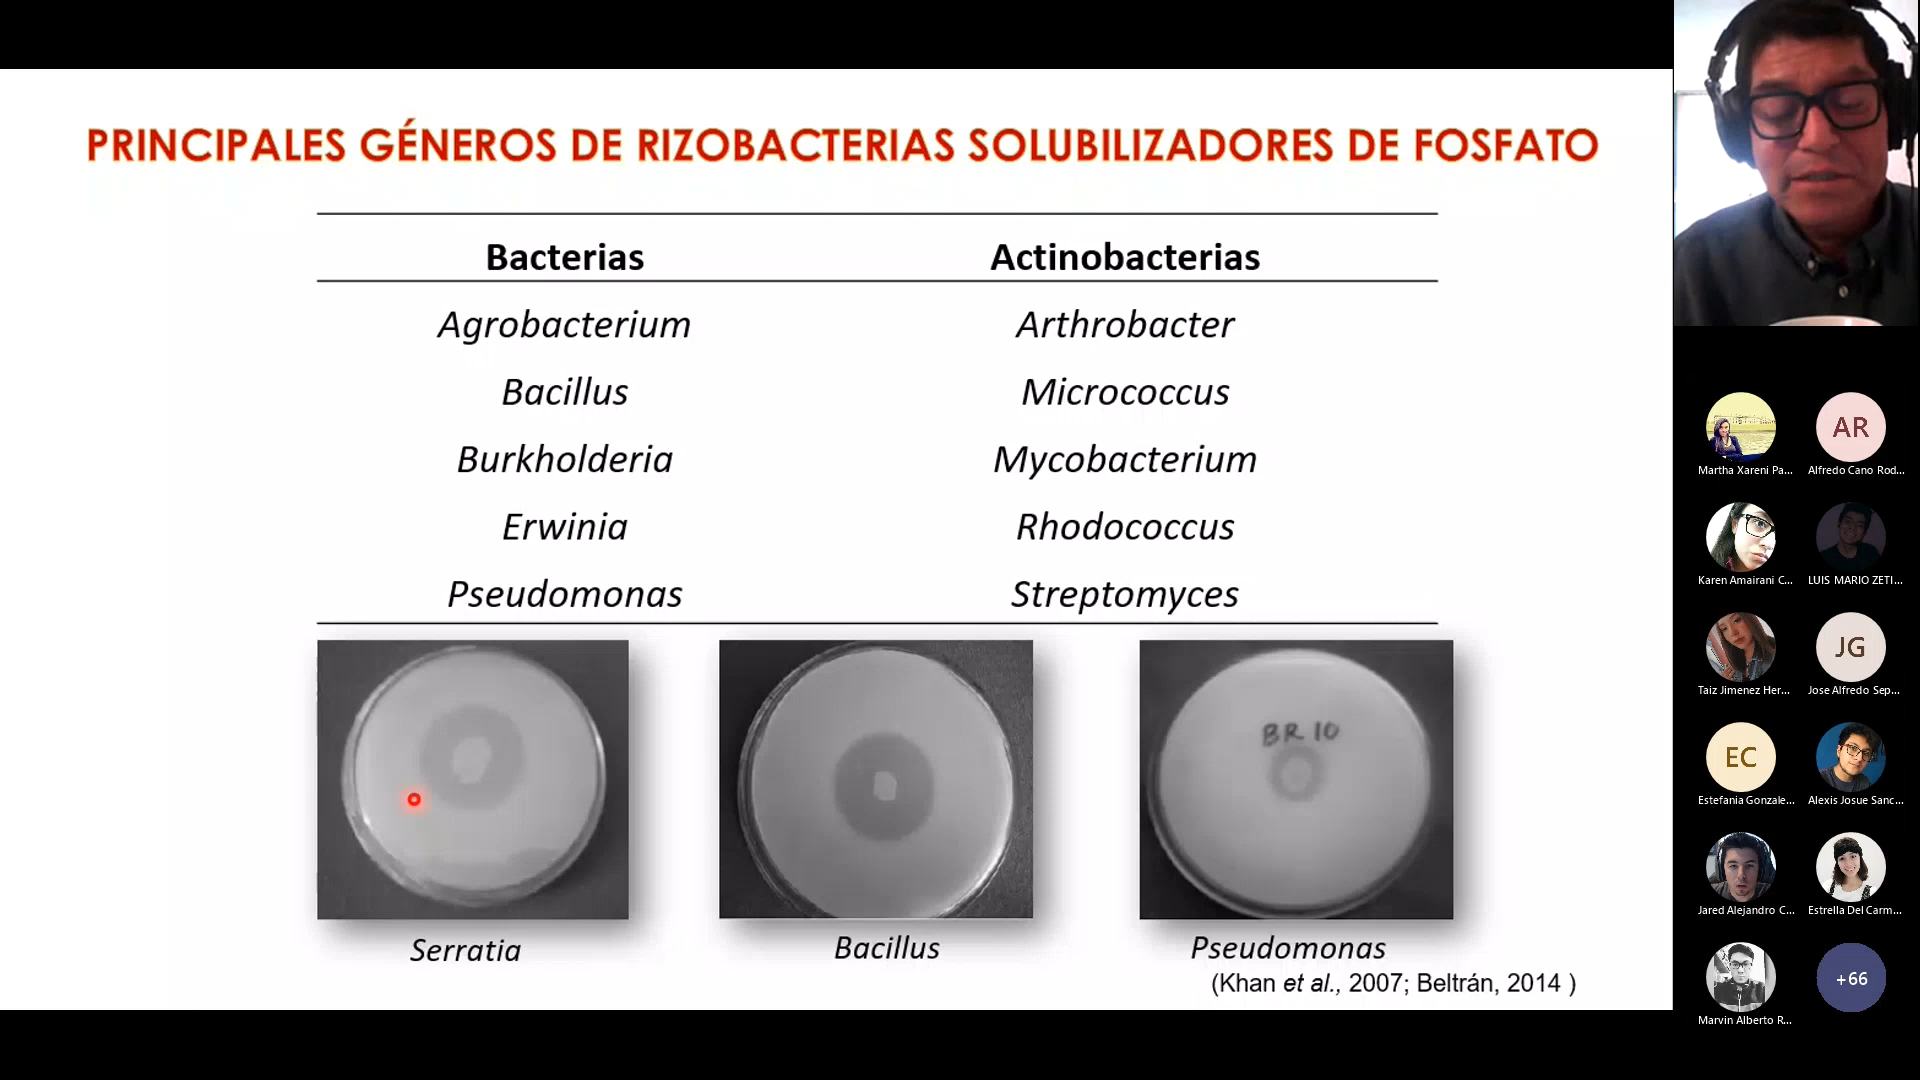 PRINCIPALES GÉNEROS DE RIZOBACTERIAS SOLUBILIZADORES DE FOSFATO
Bacterias Actinobacterias
Agrobacterium Arthrobacter
Bacillus Micrococcus
Burkholderia Mycobacterium
Erwinia Rhodococcus
Pseudomonas Streptomyces
BR 10
Serratia Bacillus Pseudomonas
(Khan et al., 2007; Beltrán, 2014 )
AR
Martha Xareni Pa... Alfredo Cano Rod...
Karen Amairani C... LUIS MARIO ZETI...
JG
Taiz Jimenez Her... Jose Alfredo Sep...
EC
Estefania Gonzale... Alexis Josue Sanc...
Jared Alejandro C... Estrella Del Carm...
+66
Marvin Alberto R...